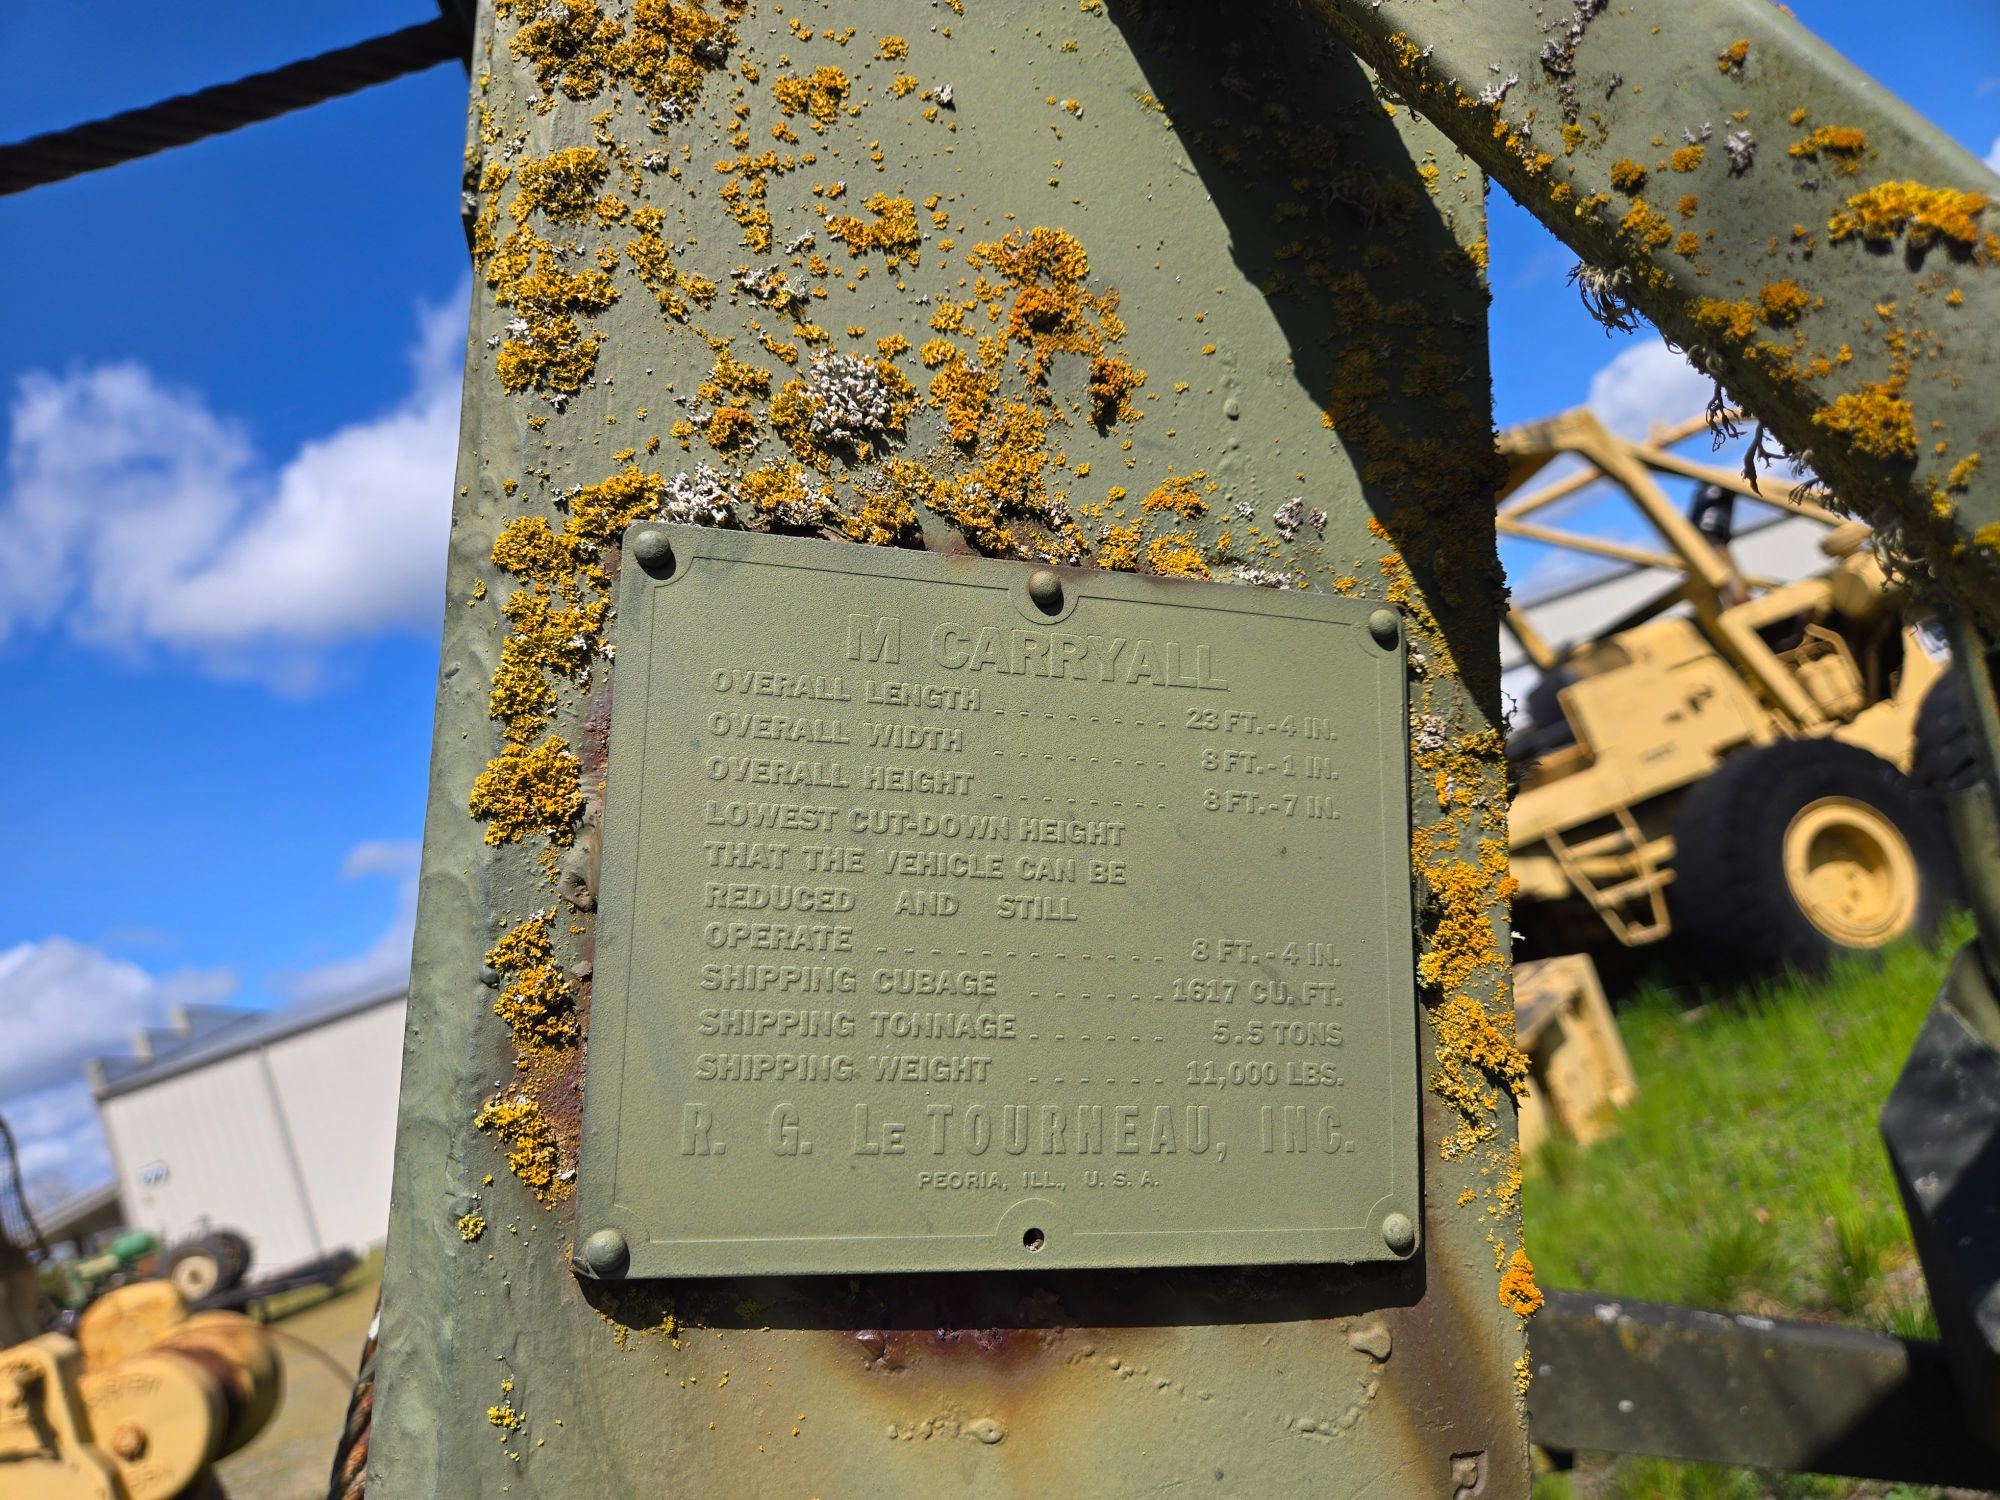 M CARRYALL
OVERALL LENGTH - - - - - - - - 23 FT. - 4 IN.
OVERALL WIDTH - - - - - - - - 8 FT. - 1 IN.
OVERALL HEIGHT - - - - - - - - 8 FT. - 7 IN.
LOWEST CUT-DOWN HEIGHT
THAT THE VEHICLE CAN BE
REDUCED AND STILL
OPERATE - - - - - - - - - - - - 8 FT. - 4 IN.
SHIPPING CUBAGE - - - - - - 1617 CU. FT.
SHIPPING TONNAGE - - - - - - 5.5 TONS
SHIPPING WEIGHT - - - - - - 11,000 LBS.
R. G. LE TOURNEAU, INC.
PEORIA, ILL., U. S. A.